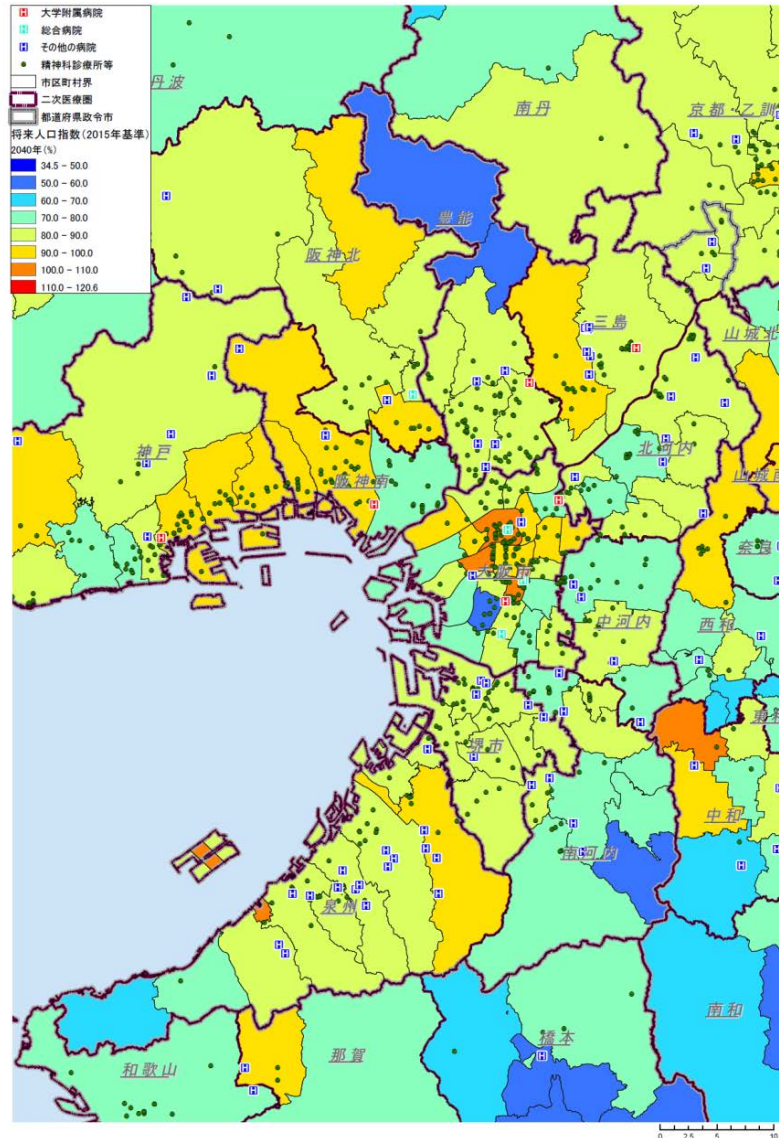 大学附属病院
総合病院
その他の病院
精神科診療所等
市区町村界
二次医療圏
都道府県政令市
将来人口指数(2015年基準)
2040年(%)
34.5 - 50.0
50.0 - 60.0
60.0 - 70.0
70.0 - 80.0
80.0 - 90.0
90.0 - 100.0
100.0 - 110.0
110.0 - 120.6
丹波
南丹
京都・乙訓
豊能
阪神北
三島
山城北
神戸
阪神南
北河内
奈良
大阪市
中河内
西和
堺市
中和
南河内
泉州
南和
橋本
那賀
和歌山
0 2.5 5 10